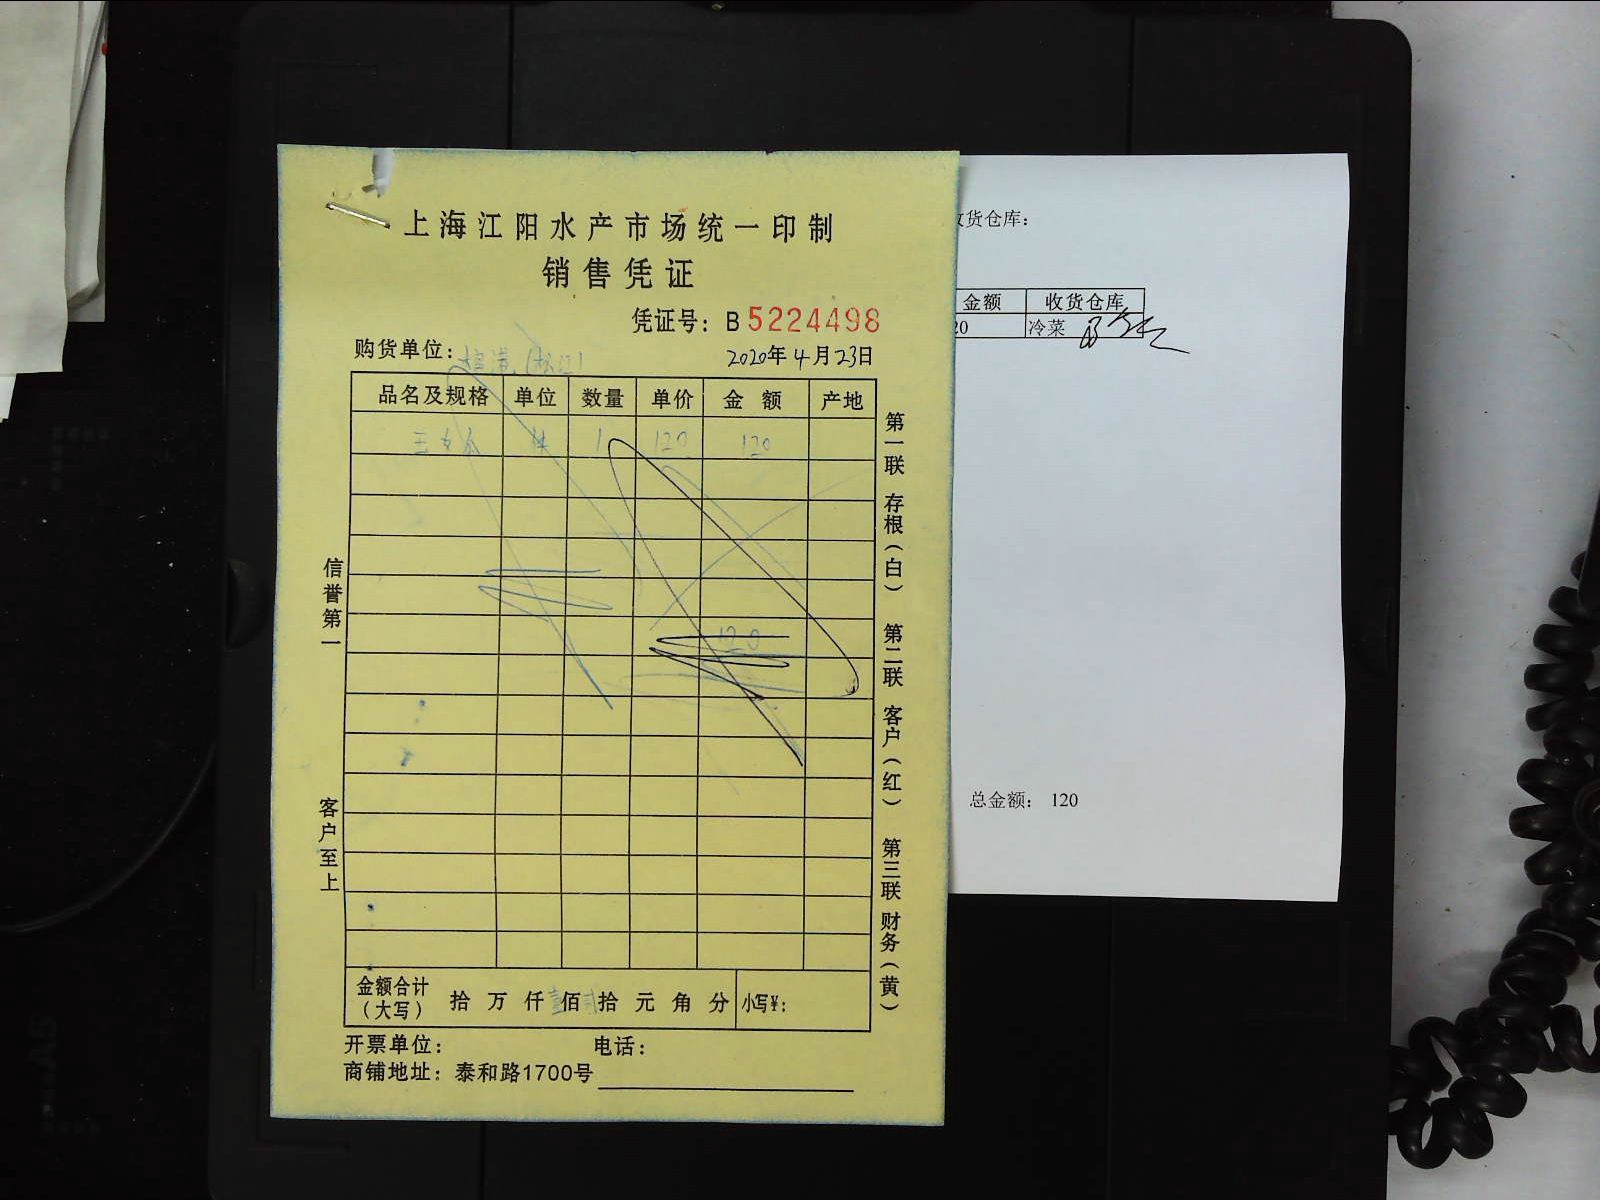 上海江阳水产市场统一印制
销售凭证
凭证号：B5224498
购货单位：
2020年4月23日
品名及规格 单位 数量 单价 金额 产地
1 120 120
120
信誉第一
客户至上
第一联 存根（白） 第二联 客户（红） 第三联 财务（黄）
金额合计（大写） 拾 万 仟 壹佰 拾 元 角 分 小写¥：
开票单位： 电话：
商铺地址：泰和路1700号
货仓库：
金额 收货仓库
20 冷菜
总金额： 120